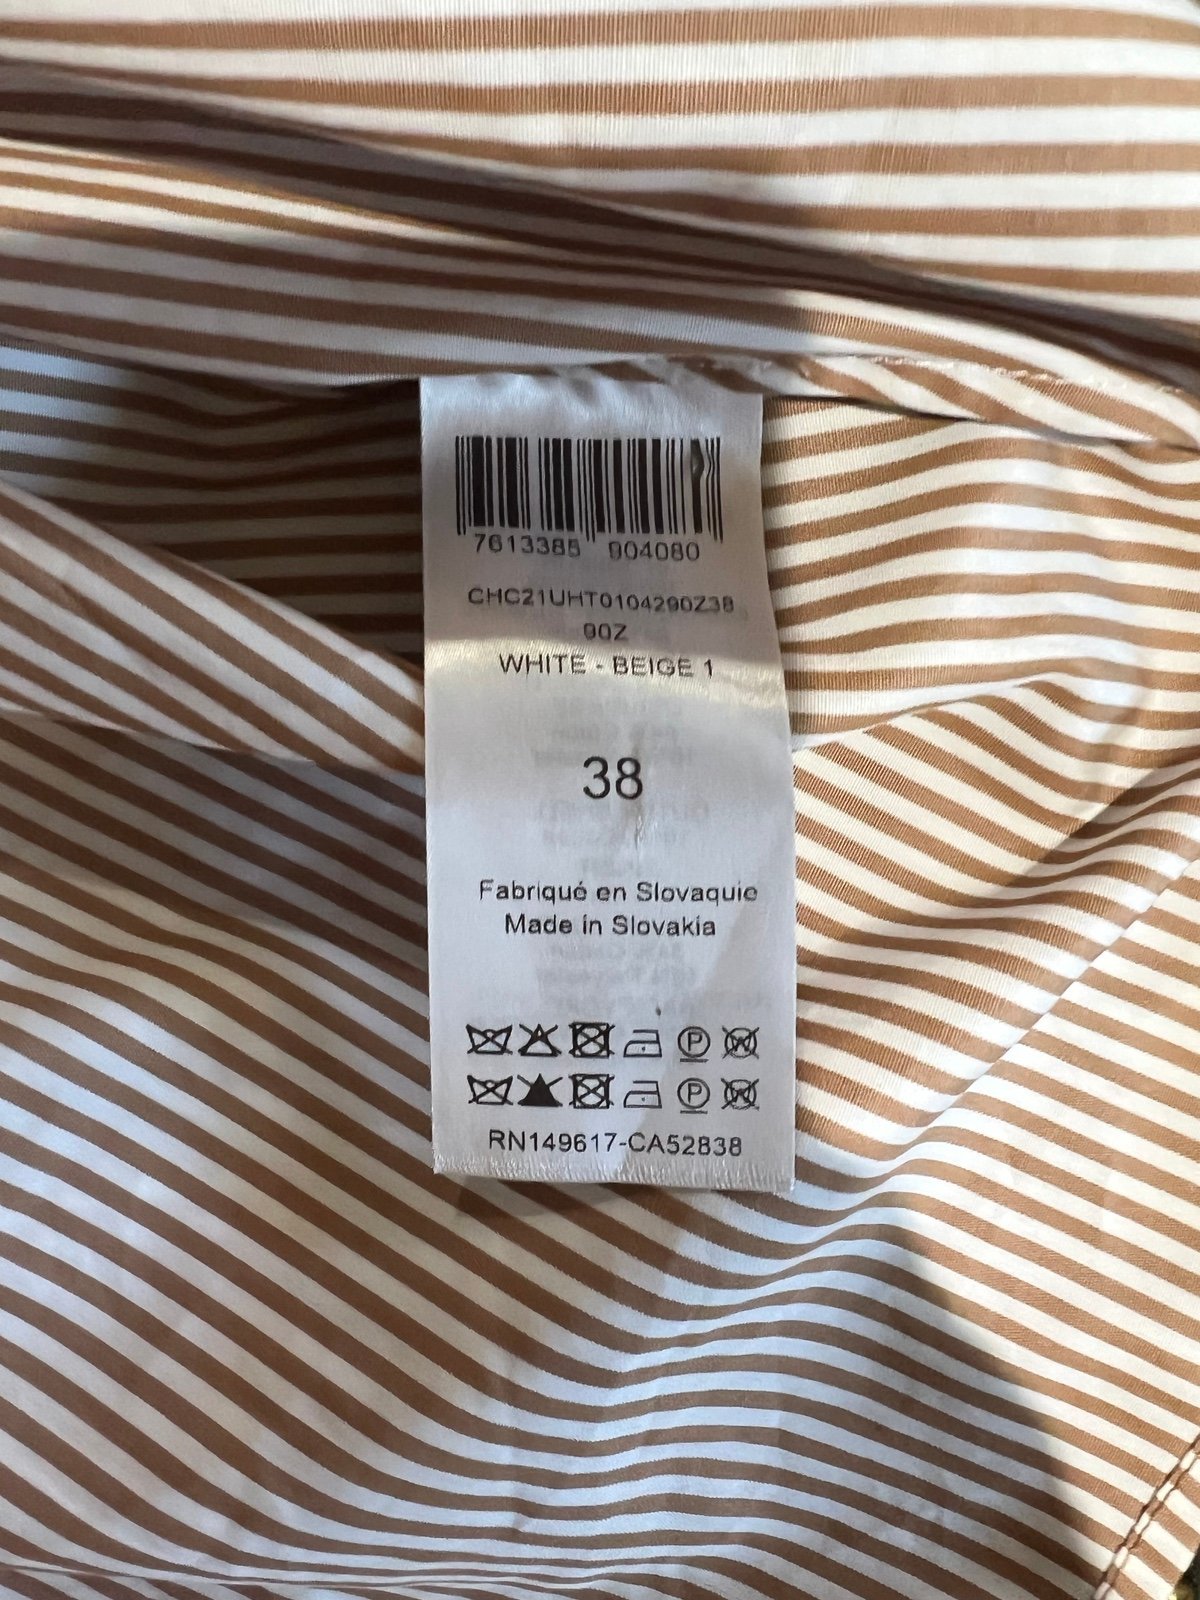 7613385 904080
CHC21UHT0104290Z38
90Z
WHITE - BEIGE 1
38
Fabriqué en Slovaquie
Made in Slovakia
P
W
P
W
RN149617-CA52838